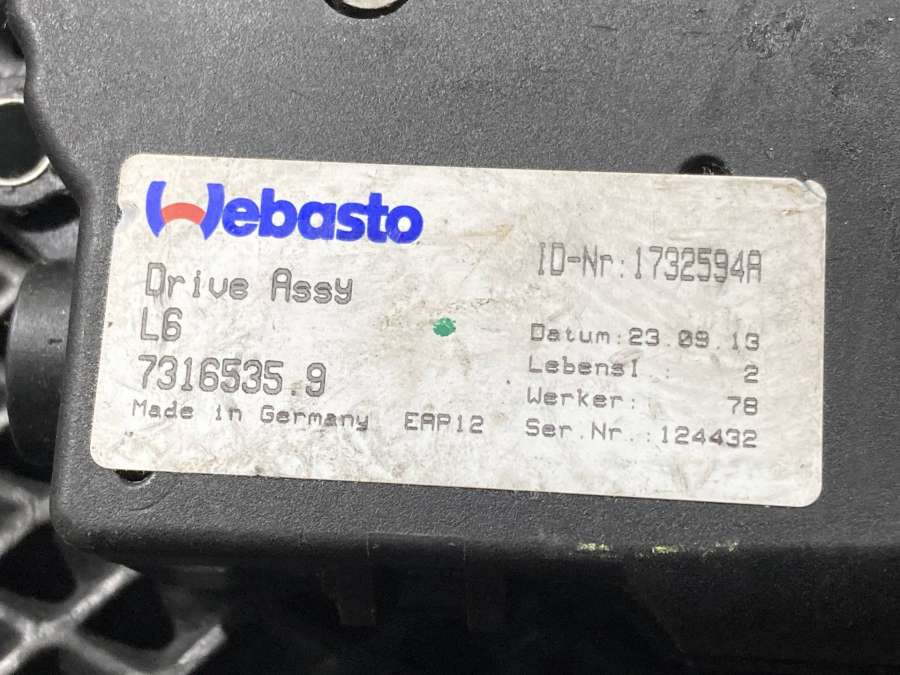 Webasto
Drive Assy
L6
7316535.9
Made in Germany EAP12
ID-Nr:1732594A
Datum:23.09.13
Lebensl : 2
Werker: 78
Ser.Nr.:124432